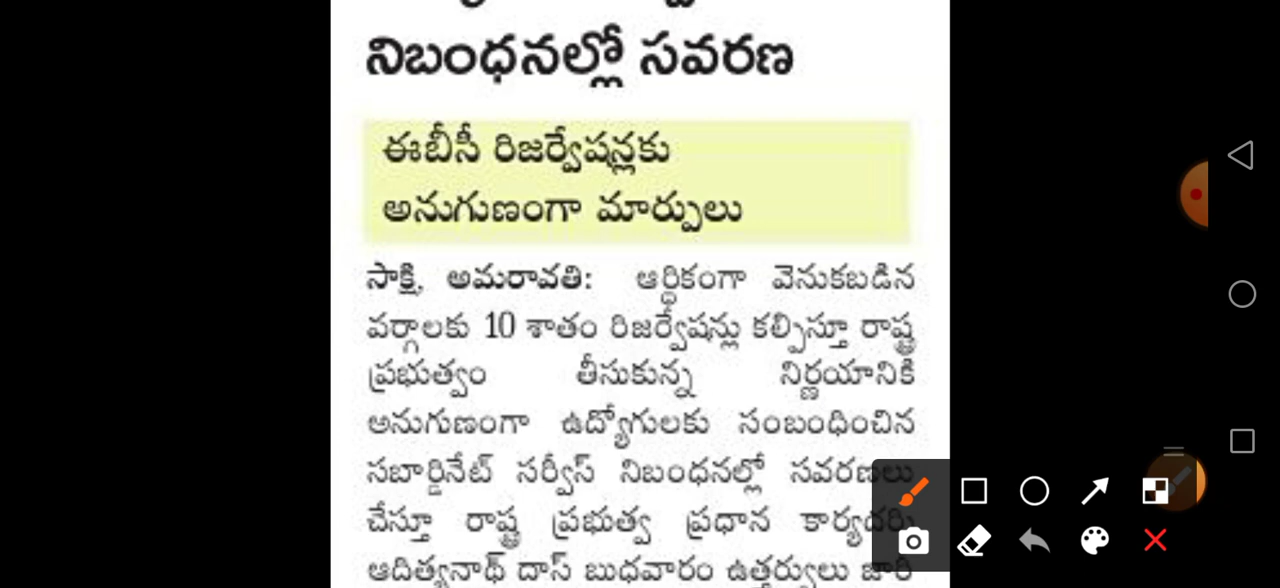 నిబంధనల్లో సవరణ
ఈబీసీ రిజర్వేషన్లకు
అనుగుణంగా మార్పులు
సాక్షి, అమరావతి: ఆర్థికంగా వెనుకబడిన
వర్గాలకు 10 శాతం రిజర్వేషన్లు కల్పిస్తూ రాష్ట్ర
ప్రభుత్వం తీసుకున్న నిర్ణయానికి
అనుగుణంగా ఉద్యోగులకు సంబంధించిన
సబార్డినేట్ సర్వీస్ నిబంధనల్లో సవరణలు
చేస్తూ రాష్ట్ర ప్రభుత్వ ప్రధాన కార్యదర్శి
ఆదిత్యనాథ్ దాస్ బుధవారం ఉత్తర్వులు జారీ